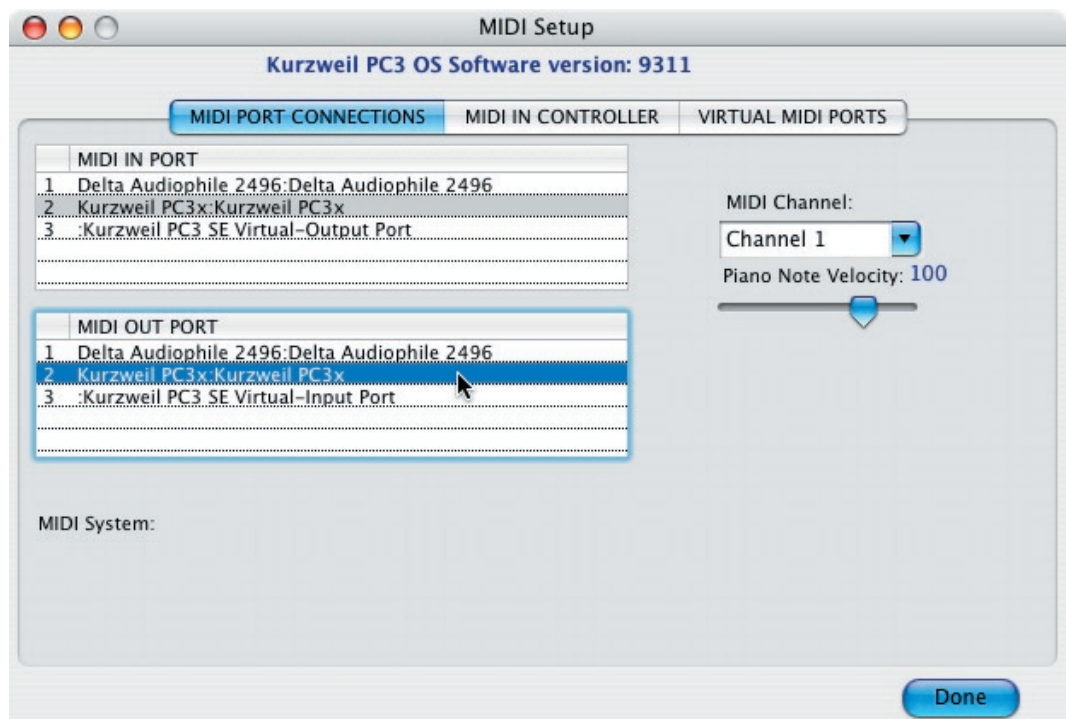 MIDI Setup
Kurzweil PC3 OS Software version: 9311
MIDI PORT CONNECTIONS MIDI IN CONTROLLER VIRTUAL MIDI PORTS
MIDI IN PORT
1 Delta Audiophile 2496:Delta Audiophile 2496
2 Kurzweil PC3x:Kurzweil PC3x
3 :Kurzweil PC3 SE Virtual-Output Port
MIDI Channel:
Channel 1
Piano Note Velocity: 100
MIDI OUT PORT
1 Delta Audiophile 2496:Delta Audiophile 2496
2 Kurzweil PC3x:Kurzweil PC3x
3 :Kurzweil PC3 SE Virtual-Input Port
MIDI System:
Done